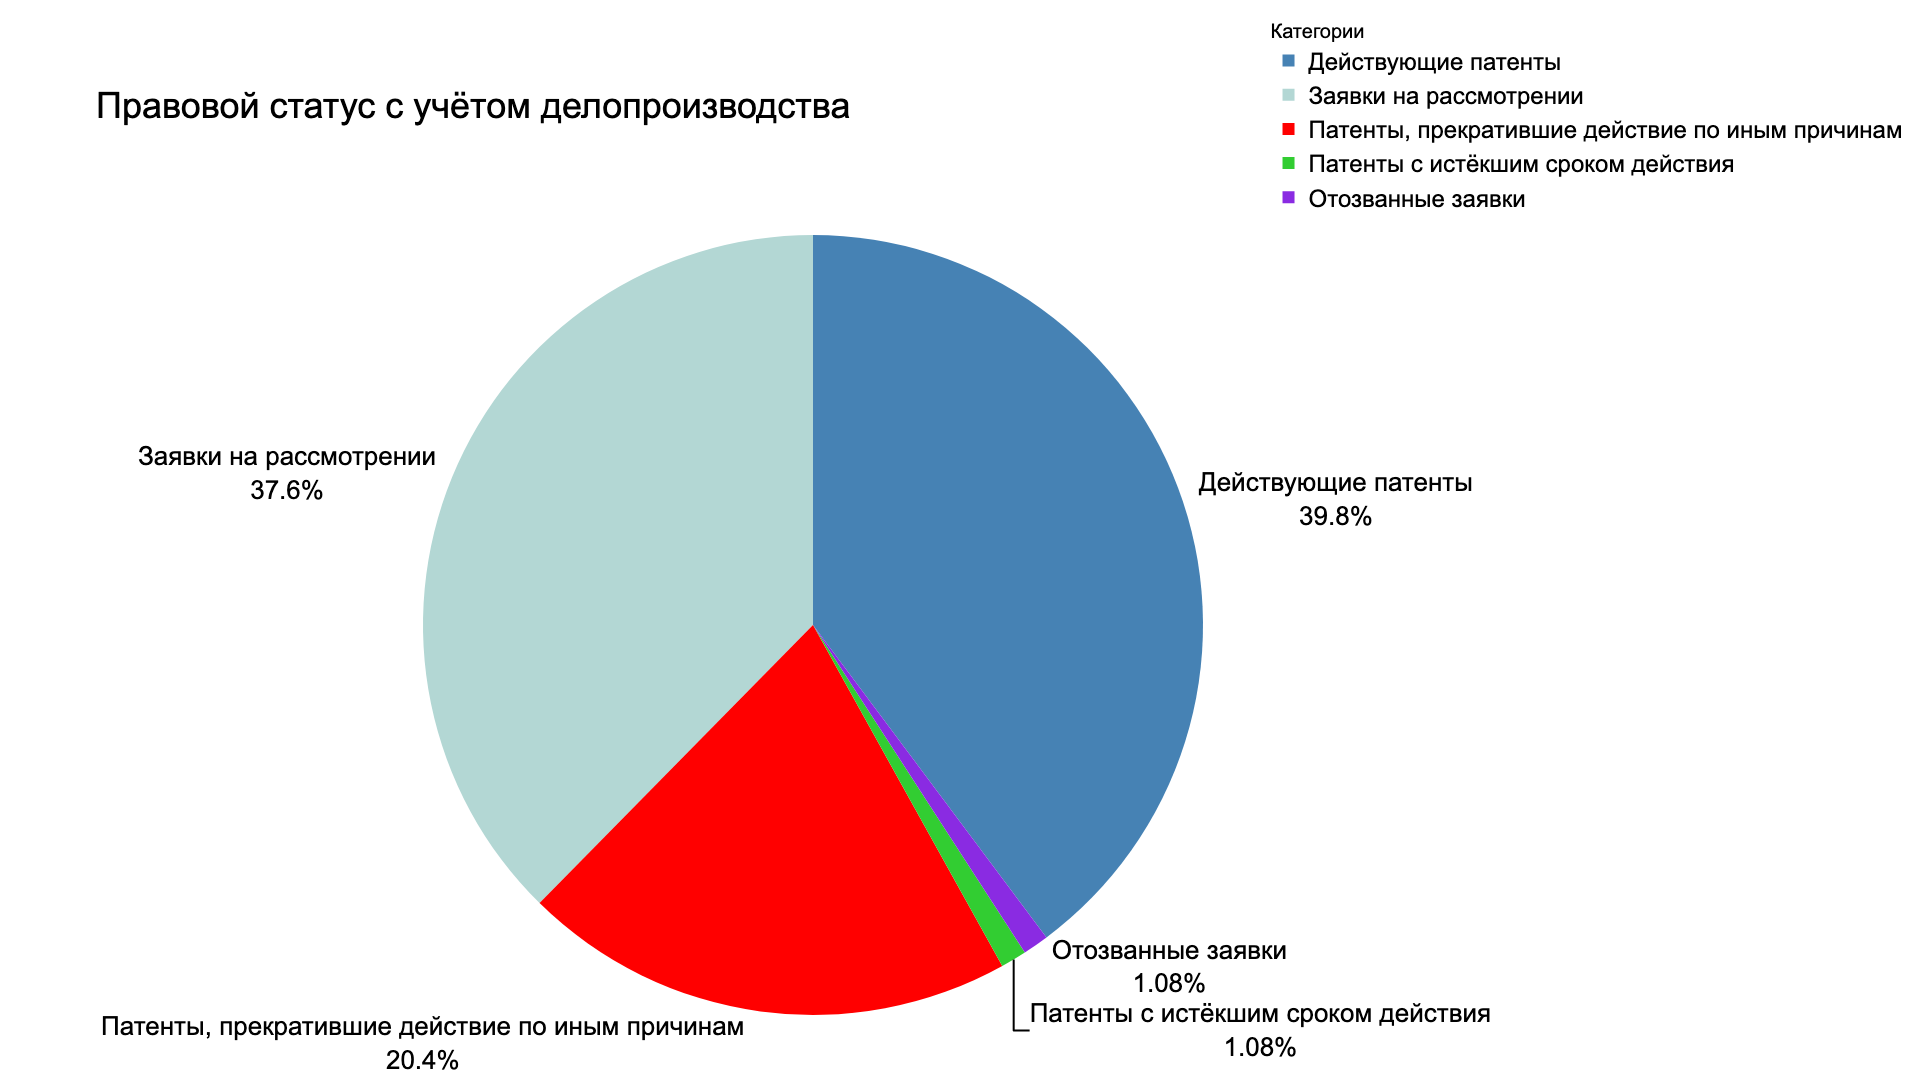 Категории
Действующие патенты
Заявки на рассмотрении
Патенты, прекратившие действие по иным причинам
Патенты с истёкшим сроком действия
Отозванные заявки
Правовой статус с учётом делопроизводства
Заявки на рассмотрении
37.6%
Действующие патенты
39.8%
Отозванные заявки
1.08%
Патенты с истёкшим сроком действия
1.08%
Патенты, прекратившие действие по иным причинам
20.4%